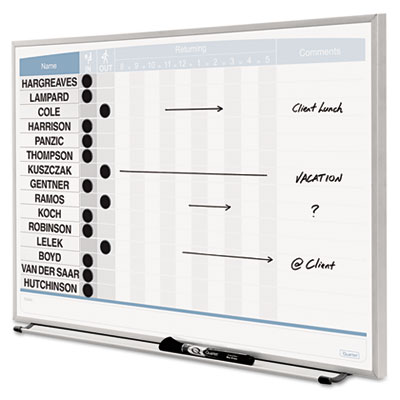 Returning
Name IN OUT 8 9 10 11 12 1 2 3 4 5 Comments
HARGREAVES
LAMPARD
COLE Client Lunch
HARRISON
PANZIC
THOMPSON
KUSZCZAK VACATION
GENTNER
RAMOS ?
KOCH
ROBINSON
LELEK
BOYD @ Client
VAN DER SAAR
HUTCHINSON
Quartet
Quartet